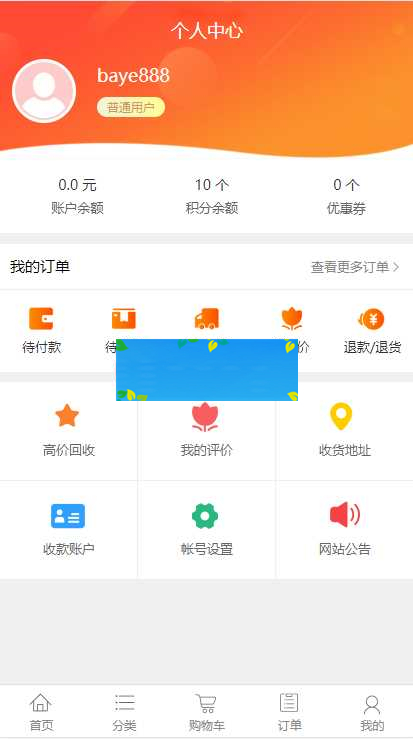 个人中心
baye888
普通用户
0.0 元 10 个 0 个
账户余额 积分余额 优惠券
我的订单 查看更多订单
待付款 待 价 退款/退货
高价回收 我的评价 收货地址
收款账户 帐号设置 网站公告
首页 分类 购物车 订单 我的